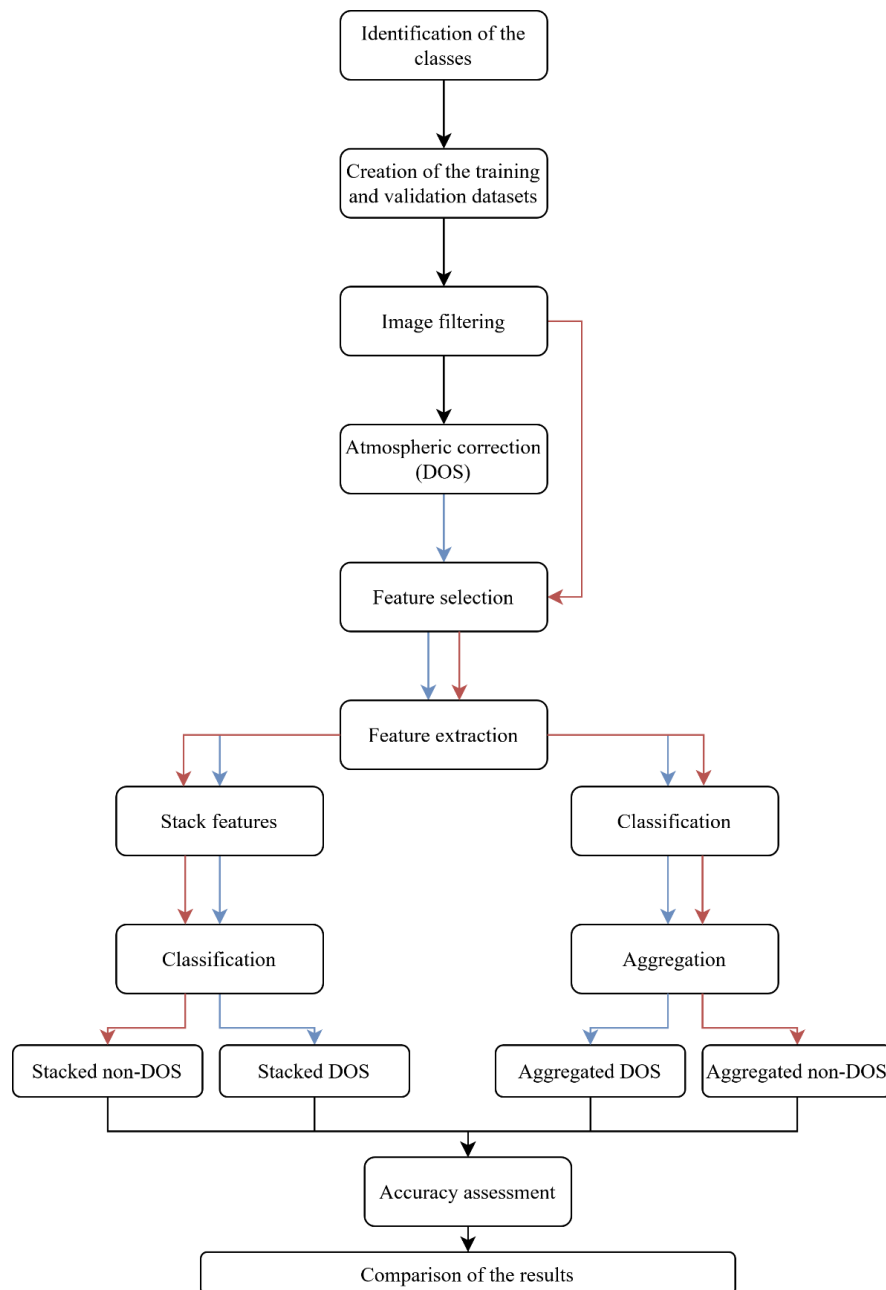 Identification of the
classes
Creation of the training
and validation datasets
Image filtering
Atmospheric correction
(DOS)
Feature selection
Feature extraction
Stack features
Classification
Classification
Aggregation
Stacked non-DOS
Stacked DOS
Aggregated DOS
Aggregated non-DOS
Accuracy assessment
Comparison of the results